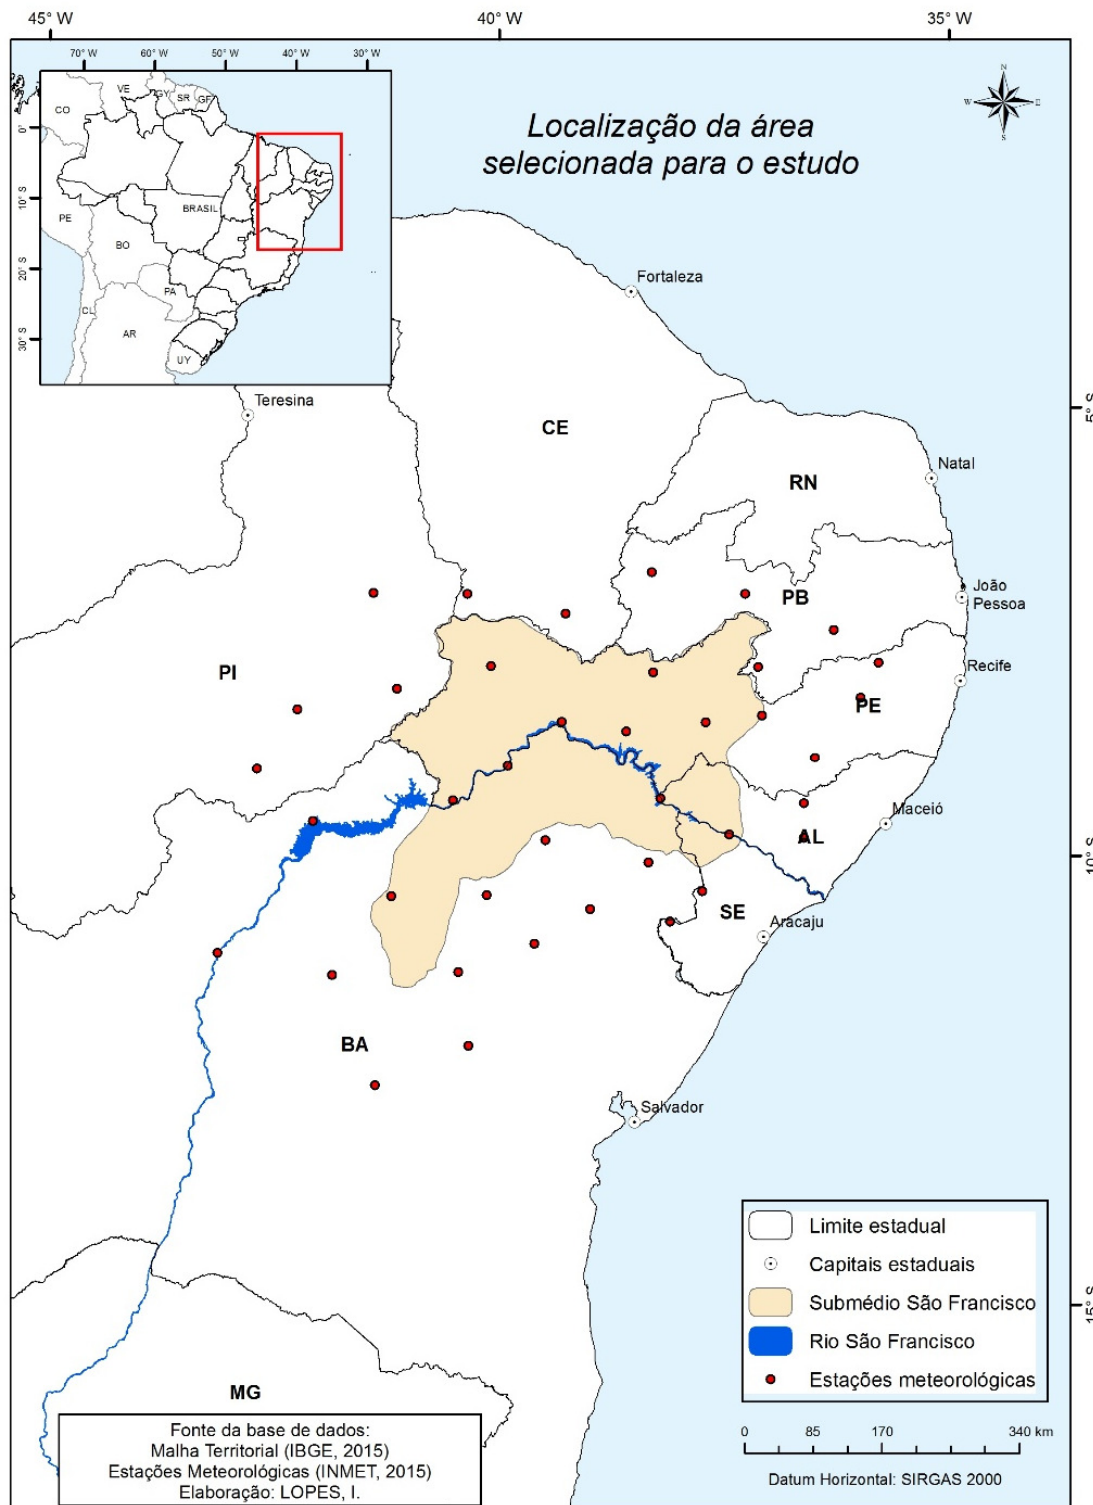 45° W
40° W
35° W
70° W
60° W
50° W
40° W
30° W
0°
10° S
20° S
30° S
CO
VE
GY
SR
GF
PE
BRASIL
BO
PA
CL
AR
UY
N
W
E
S
Localização da área
selecionada para o estudo
Fortaleza
Teresina
5° S
CE
Natal
RN
João
Pessoa
PB
PI
Recife
PE
Maceió
AL
10° S
SE
Aracaju
BA
Salvador
Limite estadual
Capitais estaduais
Submédio São Francisco
Rio São Francisco
Estações meteorológicas
15° S
MG
Fonte da base de dados:
Malha Territorial (IBGE, 2015)
Estações Meteorológicas (INMET, 2015)
Elaboração: LOPES, I.
0 85 170 340 km
Datum Horizontal: SIRGAS 2000